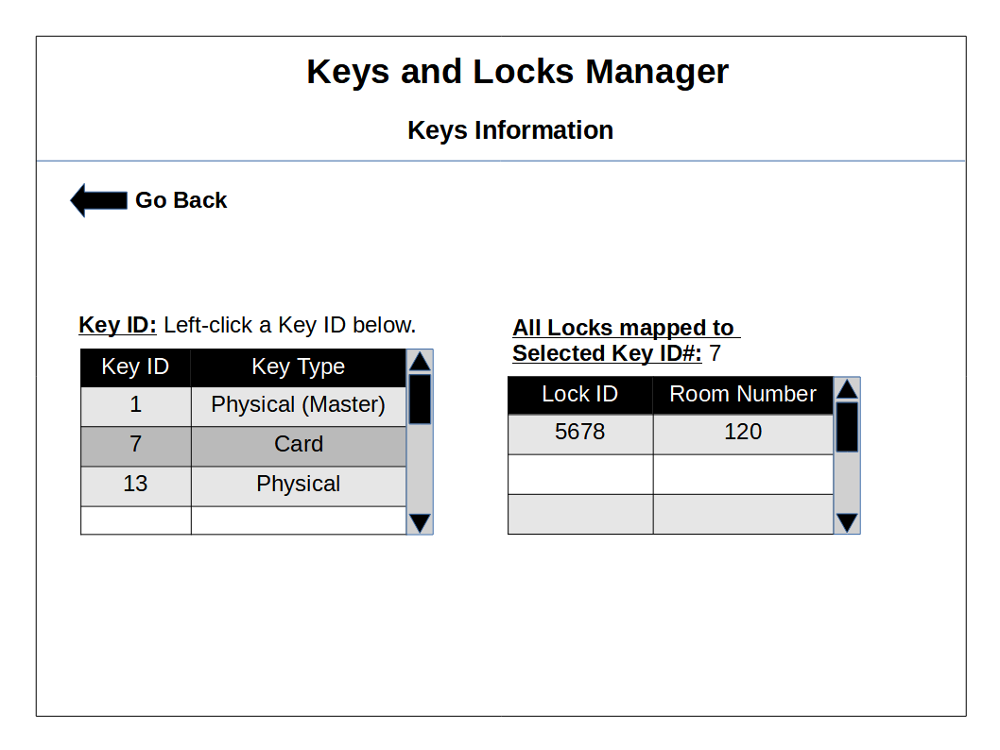 Keys and Locks Manager
Keys Information
Go Back
Key ID: Left-click a Key ID below.
Key ID Key Type
1 Physical (Master)
7 Card
13 Physical
All Locks mapped to
Selected Key ID#: 7
Lock ID Room Number
5678 120